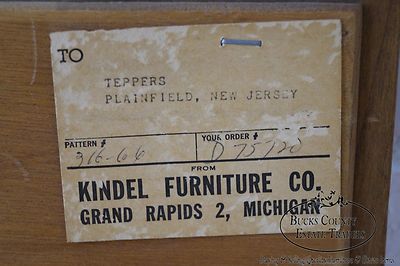 TO
TEPPERS
PLAINFIELD, NEW JERSEY
PATTERN # YOUR ORDER #
316-66 D 75720
FROM
KINDEL FURNITURE CO.
GRAND RAPIDS 2, MICHIGAN
BUCKS COUNTY
ESTATE TRADERS